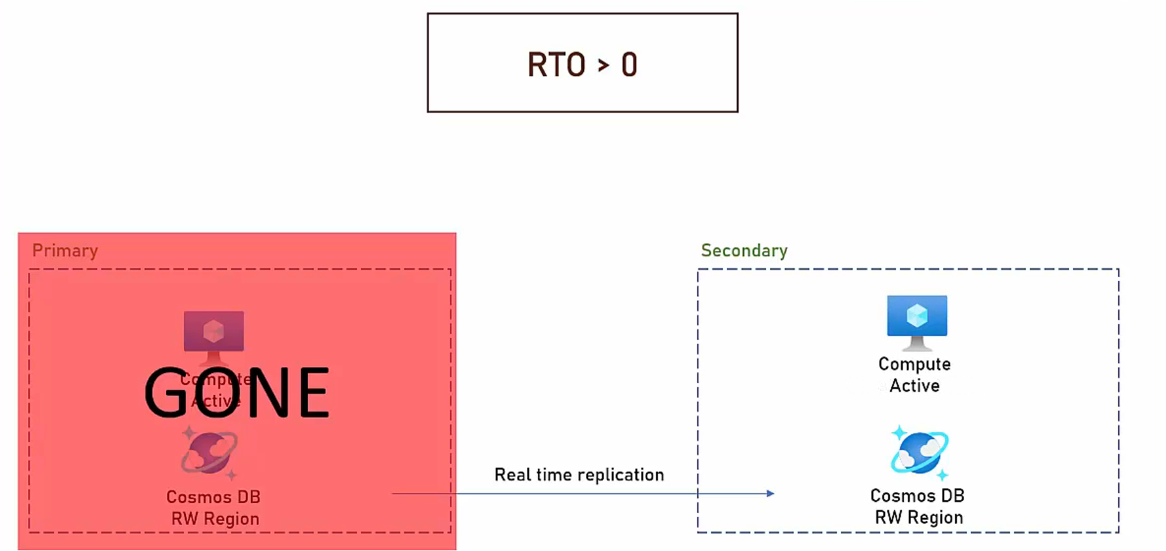 RTO > 0
Primary
Secondary
Compute
Active
GONE
Compute
Active
Real time replication
Cosmos DB
RW Region
Cosmos DB
RW Region